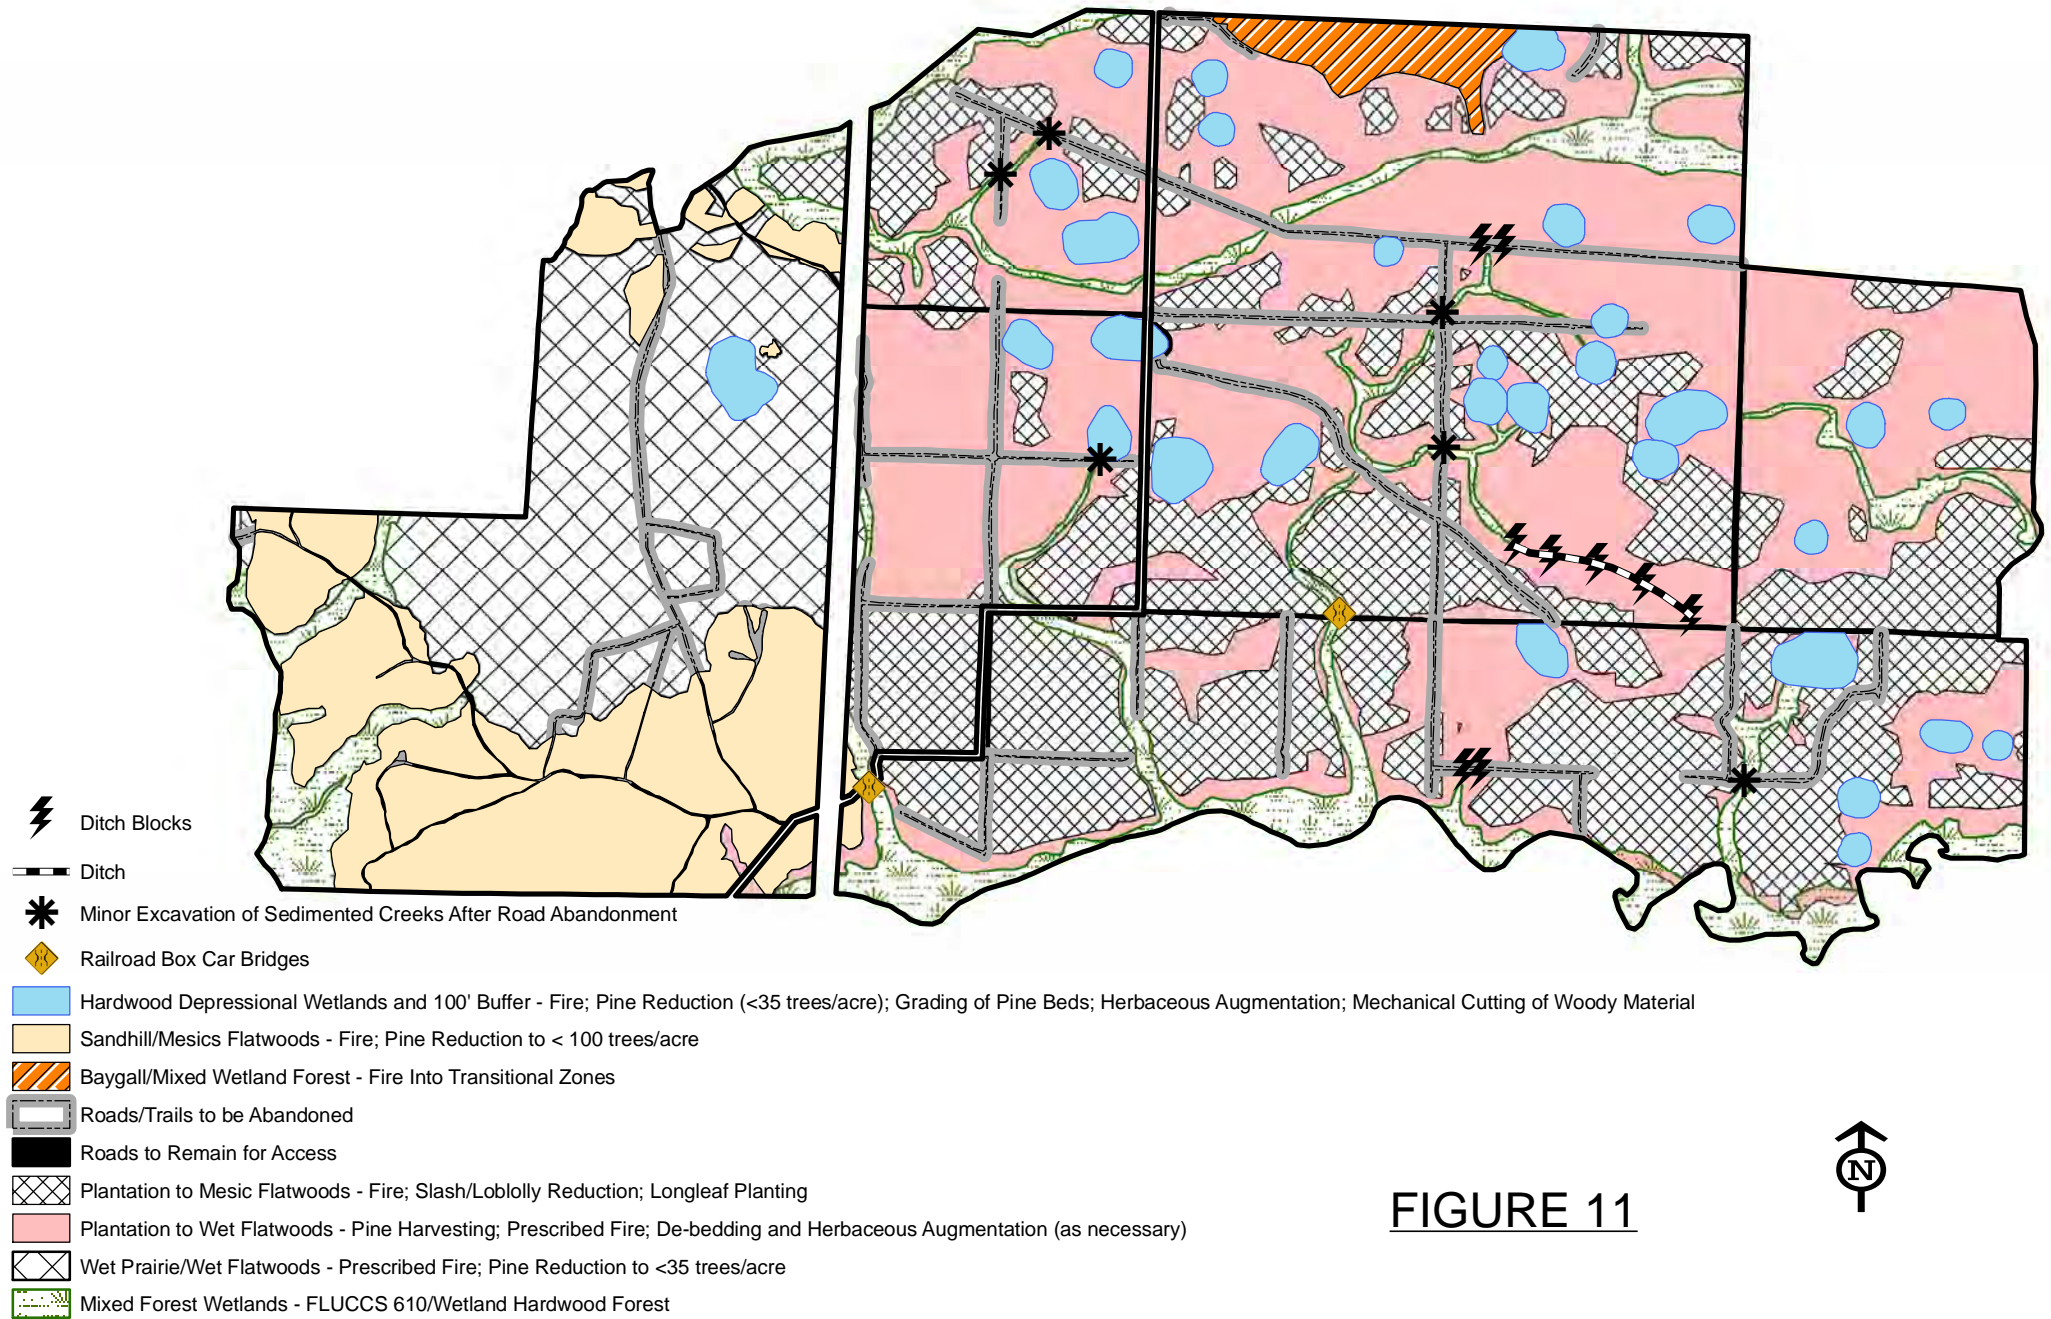 Ditch Blocks
Ditch
Minor Excavation of Sedimented Creeks After Road Abandonment
Railroad Box Car Bridges
Hardwood Depressional Wetlands and 100' Buffer - Fire; Pine Reduction (<35 trees/acre); Grading of Pine Beds; Herbaceous Augmentation; Mechanical Cutting of Woody Material
Sandhill/Mesics Flatwoods - Fire; Pine Reduction to < 100 trees/acre
Baygall/Mixed Wetland Forest - Fire Into Transitional Zones
Roads/Trails to be Abandoned
Roads to Remain for Access
Plantation to Mesic Flatwoods - Fire; Slash/Loblolly Reduction; Longleaf Planting
Plantation to Wet Flatwoods - Pine Harvesting; Prescribed Fire; De-bedding and Herbaceous Augmentation (as necessary)
Wet Prairie/Wet Flatwoods - Prescribed Fire; Pine Reduction to <35 trees/acre
Mixed Forest Wetlands - FLUCCS 610/Wetland Hardwood Forest
N
FIGURE 11